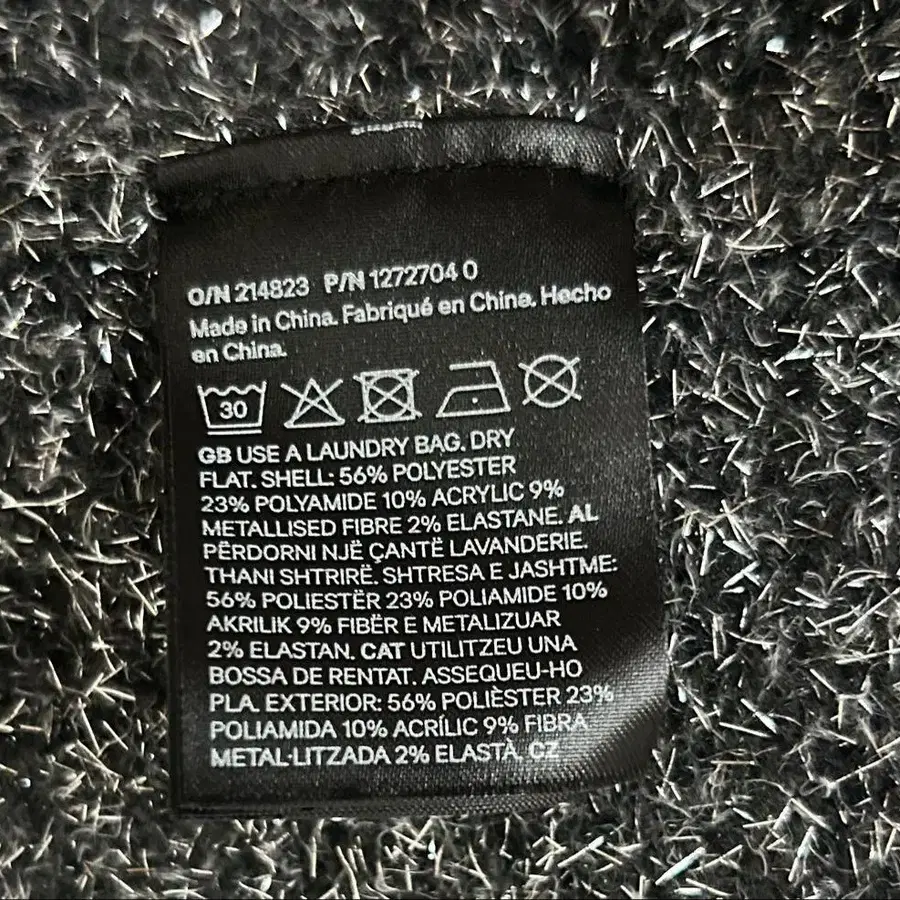 O/N 214823 P/N 1272704 0
Made in China. Fabriqué en Chine. Hecho
en China.
30
GB USE A LAUNDRY BAG. DRY
FLAT. SHELL: 56% POLYESTER
23% POLYAMIDE 10% ACRYLIC 9%
METALLISED FIBRE 2% ELASTANE. AL
PËRDORNI NJË ÇANTË LAVANDERIE.
THANI SHTRIRË. SHTRESA E JASHTME:
56% POLIESTËR 23% POLIAMIDE 10%
AKRILIK 9% FIBËR E METALIZUAR
2% ELASTAN. CAT UTILITZEU UNA
BOSSA DE RENTAT. ASSEQUEU-HO
PLA. EXTERIOR: 56% POLIÈSTER 23%
POLIAMIDA 10% ACRÍLIC 9% FIBRA
METAL·LITZADA 2% ELASTÀ. CZ